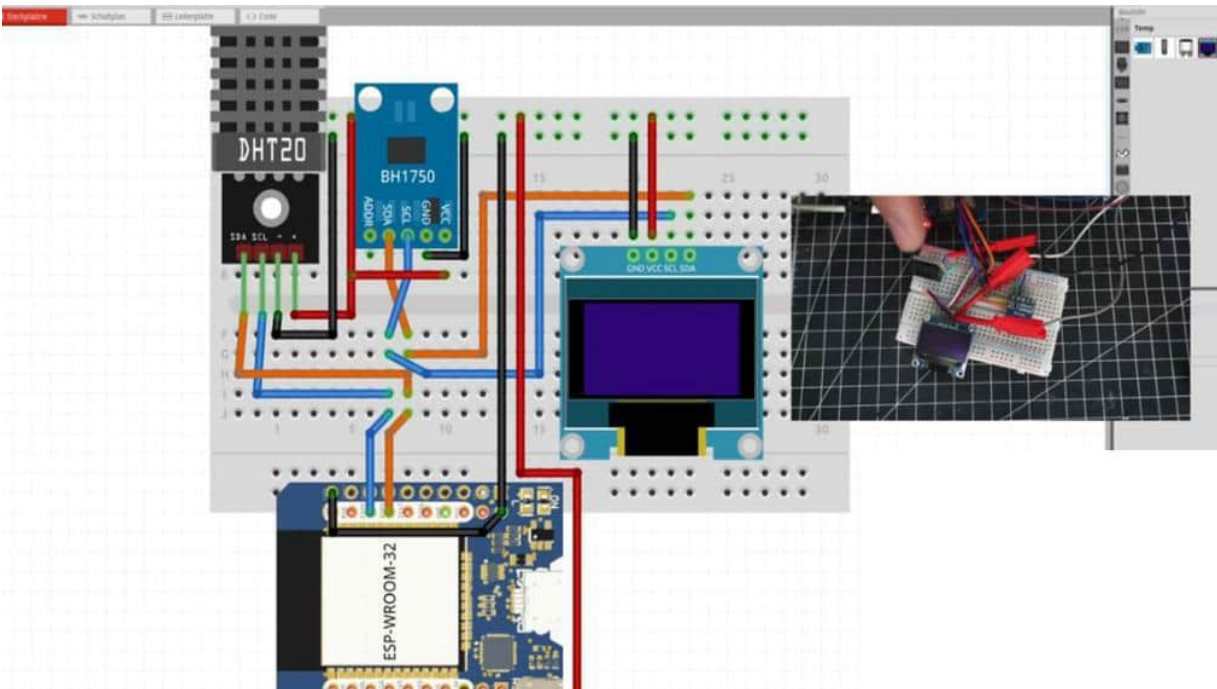 Steckplatine
Schaltplan
Leiterplatte
Code
Temp
DHT20
BH1750
ADDR
SDA
SCL
GND
VCC
SDA SCL - +
15
25
30
GND VCC SCL SDA
F
G
H
J
1
5
10
15
30
ESP-WROOM-32